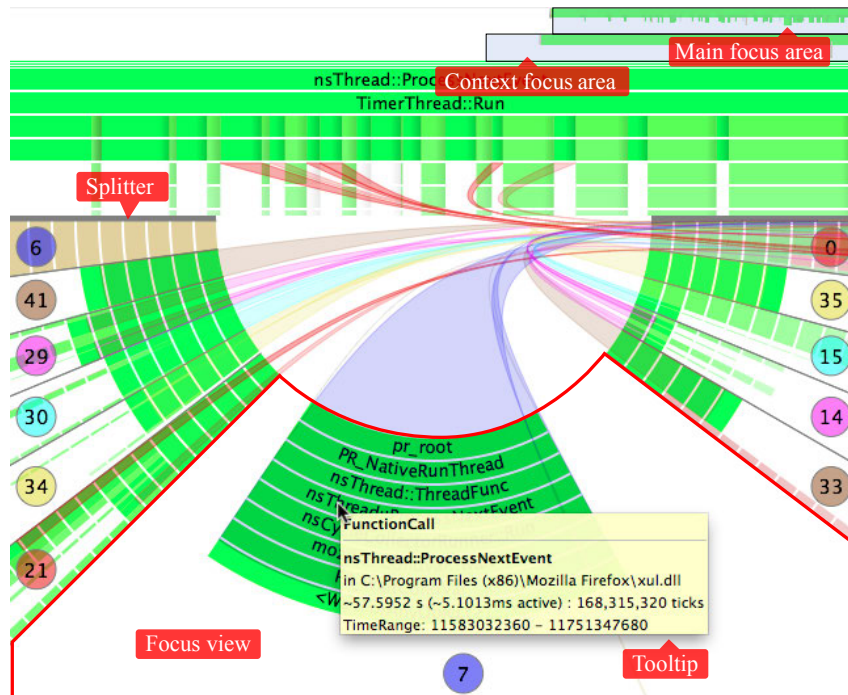 Main focus area
Context focus area
nsThread::ProcessNextEvent
TimerThread::Run
Splitter
6
0
41
35
29
15
30
14
34
33
21
pr_root
PR_NativeRunThread
nsThread::ThreadFunc
FunctionCall
nsThread::ProcessNextEvent
in C:\Program Files (x86)\Mozilla Firefox\xul.dll
~57.5952 s (~5.1013ms active) : 168,315,320 ticks
TimeRange: 11583032360 - 11751347680
Focus view
Tooltip
7